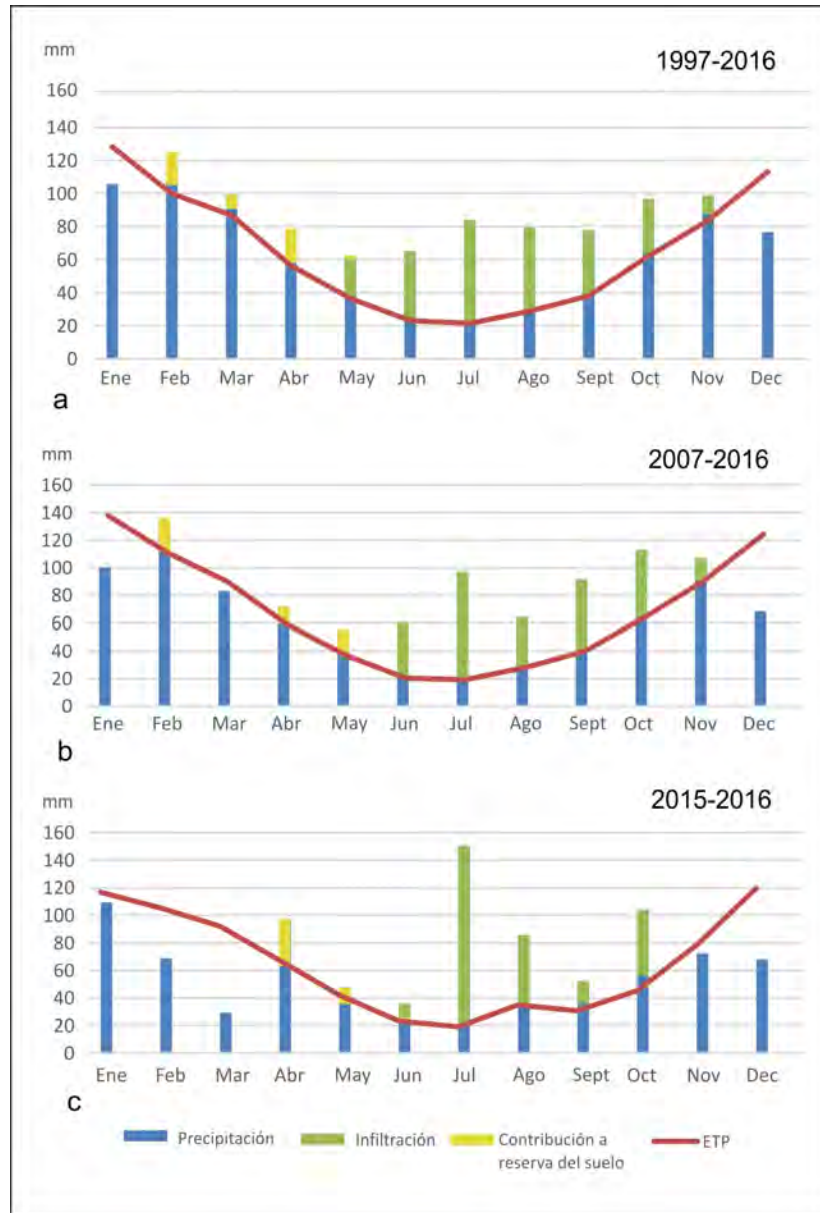 mm
1997-2016
160
140
120
100
80
60
40
20
0
Ene Feb Mar Abr May Jun Jul Ago Sept Oct Nov Dec
a
mm
2007-2016
160
140
120
100
80
60
40
20
0
Ene Feb Mar Abr May Jun Jul Ago Sept Oct Nov Dec
b
mm
2015-2016
160
140
120
100
80
60
40
20
0
Ene Feb Mar Abr May Jun Jul Ago Sept Oct Nov Dec
c
Precipitación Infiltración Contribución a ETP
reserva del suelo